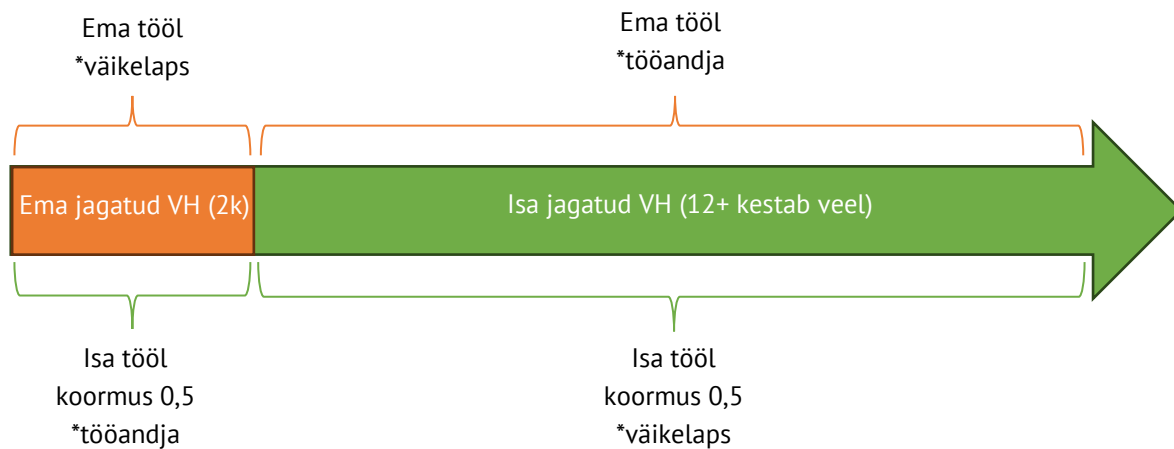 Ema tööl
*väikelaps
Ema tööl
*tööandja
Ema jagatud VH (2k)
Isa jagatud VH (12+ kestab veel)
Isa tööl
koormus 0,5
*tööandja
Isa tööl
koormus 0,5
*väikelaps